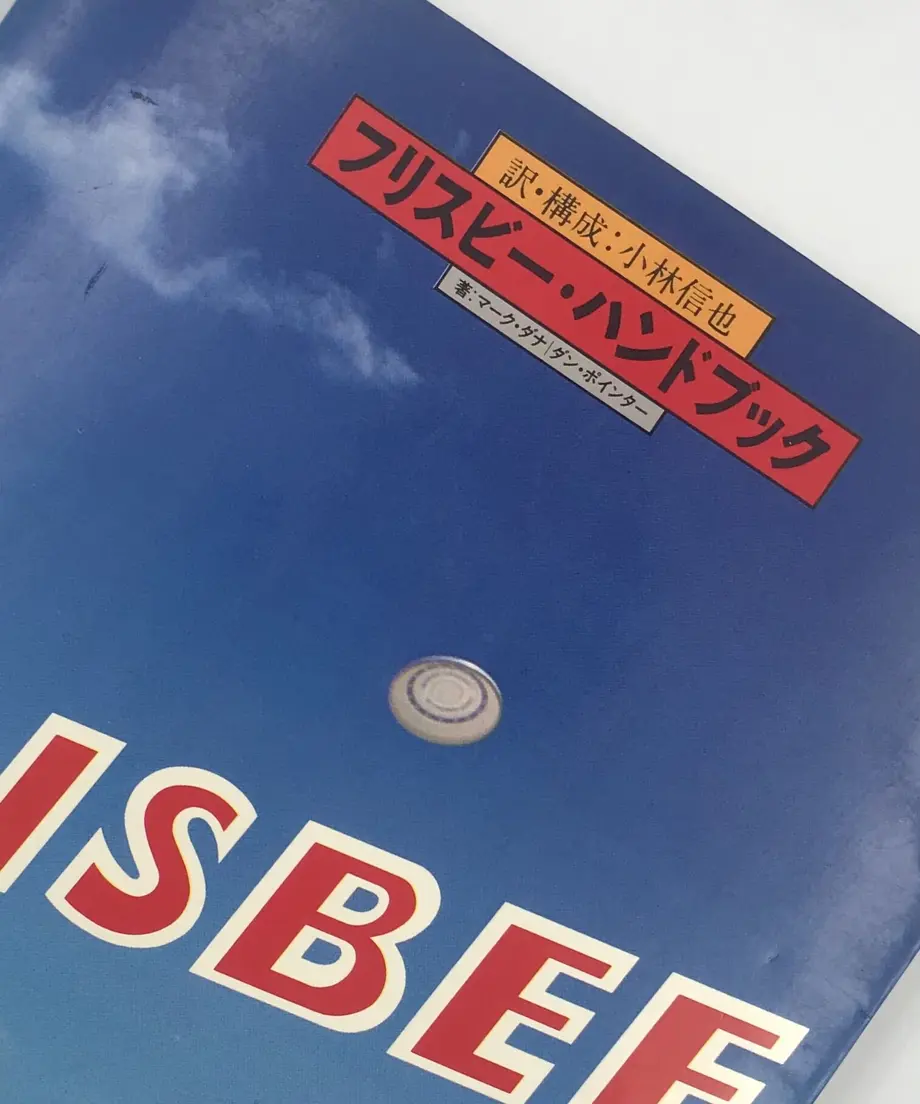 訳・構成：小林信也
フリスビー・ハンドブック
著：マーク・ダナ|ダン・ポインター
ISBEE